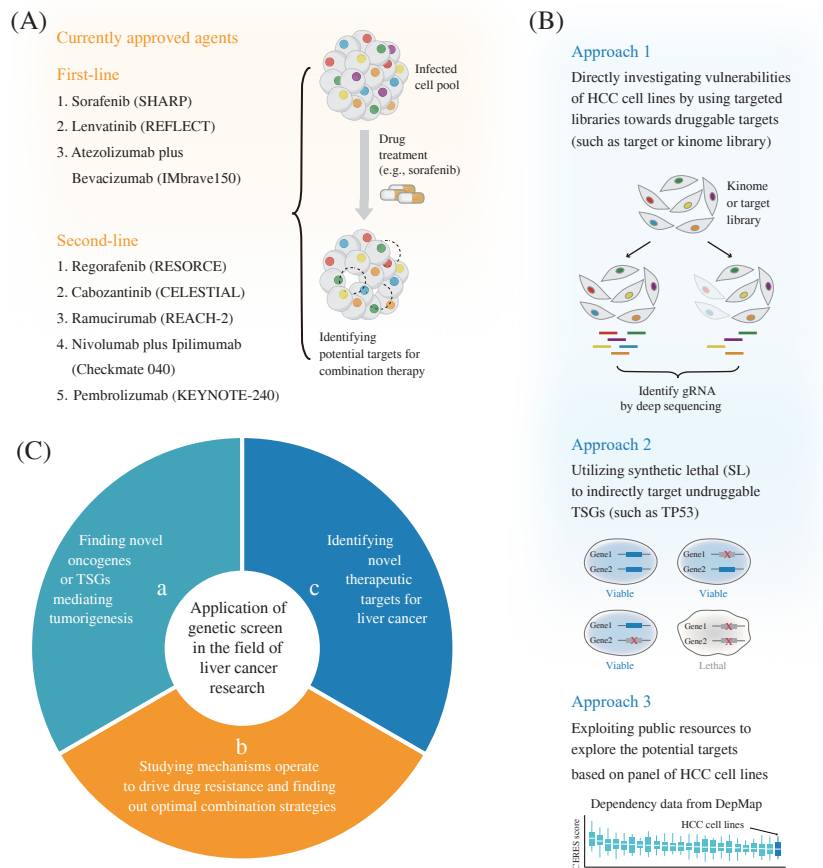 (A)
Currently approved agents
First-line
1. Sorafenib (SHARP)
2. Lenvatinib (REFLECT)
3. Atezolizumab plus
Bevacizumab (IMbrave150)
Second-line
1. Regorafenib (RESORCE)
2. Cabozantinib (CELESTIAL)
3. Ramucirumab (REACH-2)
4. Nivolumab plus Ipilimumab
(Checkmate 040)
5. Pembrolizumab (KEYNOTE-240)
Infected
cell pool
Drug
treatment
(e.g., sorafenib)
Identifying
potential targets for
combination therapy
(B)
Approach 1
Directly investigating vulnerabilities
of HCC cell lines by using targeted
libraries towards druggable targets
(such as target or kinome library)
Kinome
or target
library
Identify gRNA
by deep sequencing
Approach 2
Utilizing synthetic lethal (SL)
to indirectly target undruggable
TSGs (such as TP53)
Gene1
Gene2
Viable
Gene1 X
Gene2
Viable
Gene1
Gene2 X
Viable
Gene1 X
Gene2 X
Lethal
Approach 3
Exploiting public resources to
explore the potential targets
based on panel of HCC cell lines
Dependency data from DepMap
HCC cell lines
CERES score
(C)
Finding novel
oncogenes
or TSGs
mediating
tumorigenesis
a
Identifying
novel
therapeutic
targets for
liver cancer
c
Application of
genetic screen
in the field of
liver cancer
research
b
Studying mechanisms operate
to drive drug resistance and finding
out optimal combination strategies